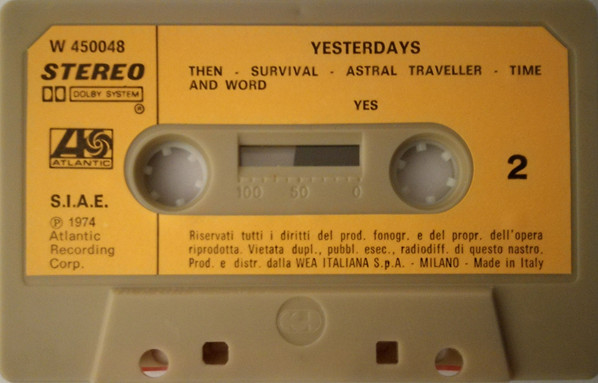 W 450048
STEREO
DOLBY SYSTEM
®
ATLANTIC
S.I.A.E.
℗ 1974
Atlantic
Recording
Corp.
YESTERDAYS
THEN - SURVIVAL - ASTRAL TRAVELLER - TIME
AND WORD
YES
100 50 0
2
Riservati tutti i diritti del prod. fonogr. e del propr. dell'opera
riprodotta. Vietata dupl., pubbl. esec., radiodiff. di questo nastro.
Prod. e distr. dalla WEA ITALIANA S.p.A. - MILANO - Made in Italy